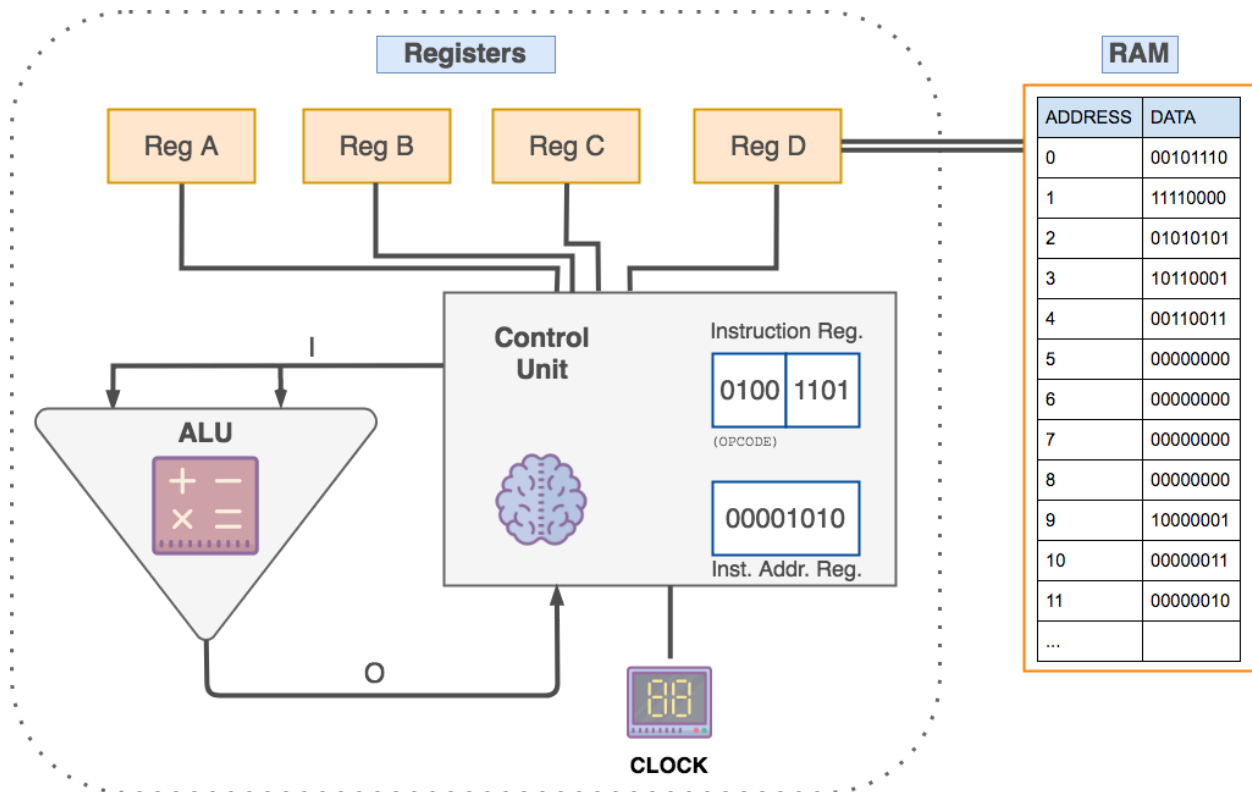 Registers
RAM
Reg A
Reg B
Reg C
Reg D
ADDRESS DATA
0 00101110
1 11110000
2 01010101
3 10110001
4 00110011
5 00000000
6 00000000
7 00000000
8 00000000
9 10000001
10 00000011
11 00000010
...
Control
Unit
Instruction Reg.
0100 1101
(OPCODE)
00001010
Inst. Addr. Reg.
I
ALU
+ −
× =
O
88
CLOCK